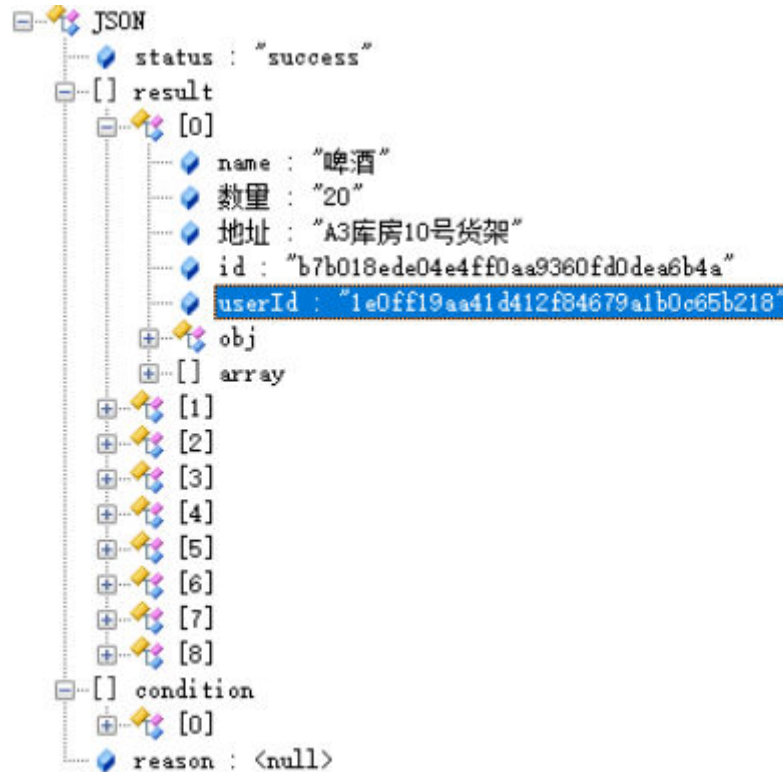 JSON
status : "success"
[] result
[0]
name : "啤酒"
数里 : "20"
地址 : "A3库房10号货架"
id : "b7b018ede04e4ff0aa9360fd0dea6b4a"
userId : "1e0ff19aa41d412f84679a1b0c65b218"
obj
[] array
[1]
[2]
[3]
[4]
[5]
[6]
[7]
[8]
[] condition
[0]
reason : <null>